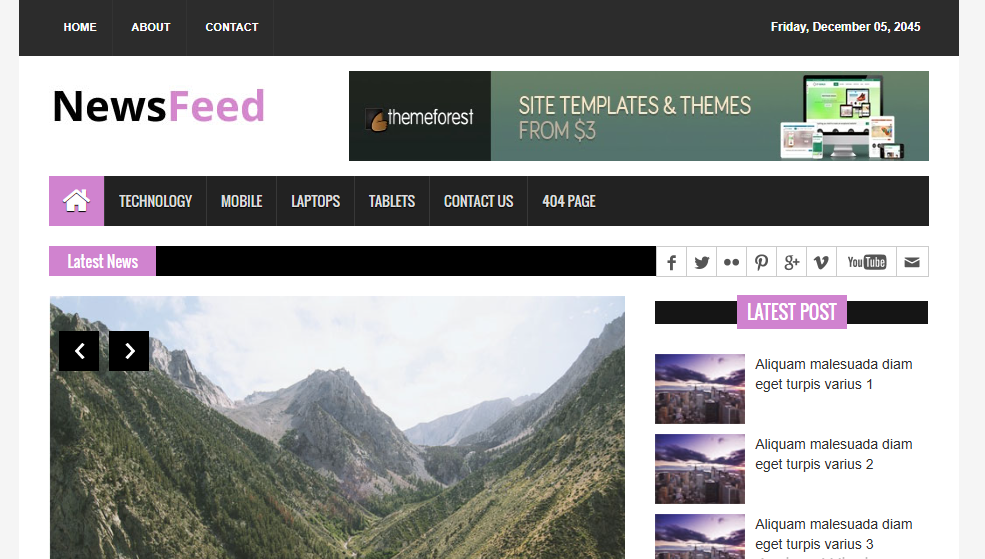 HOME ABOUT CONTACT Friday, December 05, 2045
NewsFeed
themeforest
SITE TEMPLATES & THEMES
FROM $3
TECHNOLOGY MOBILE LAPTOPS TABLETS CONTACT US 404 PAGE
Latest News
You Tube
LATEST POST
Aliquam malesuada diam
eget turpis varius 1
Aliquam malesuada diam
eget turpis varius 2
Aliquam malesuada diam
eget turpis varius 3